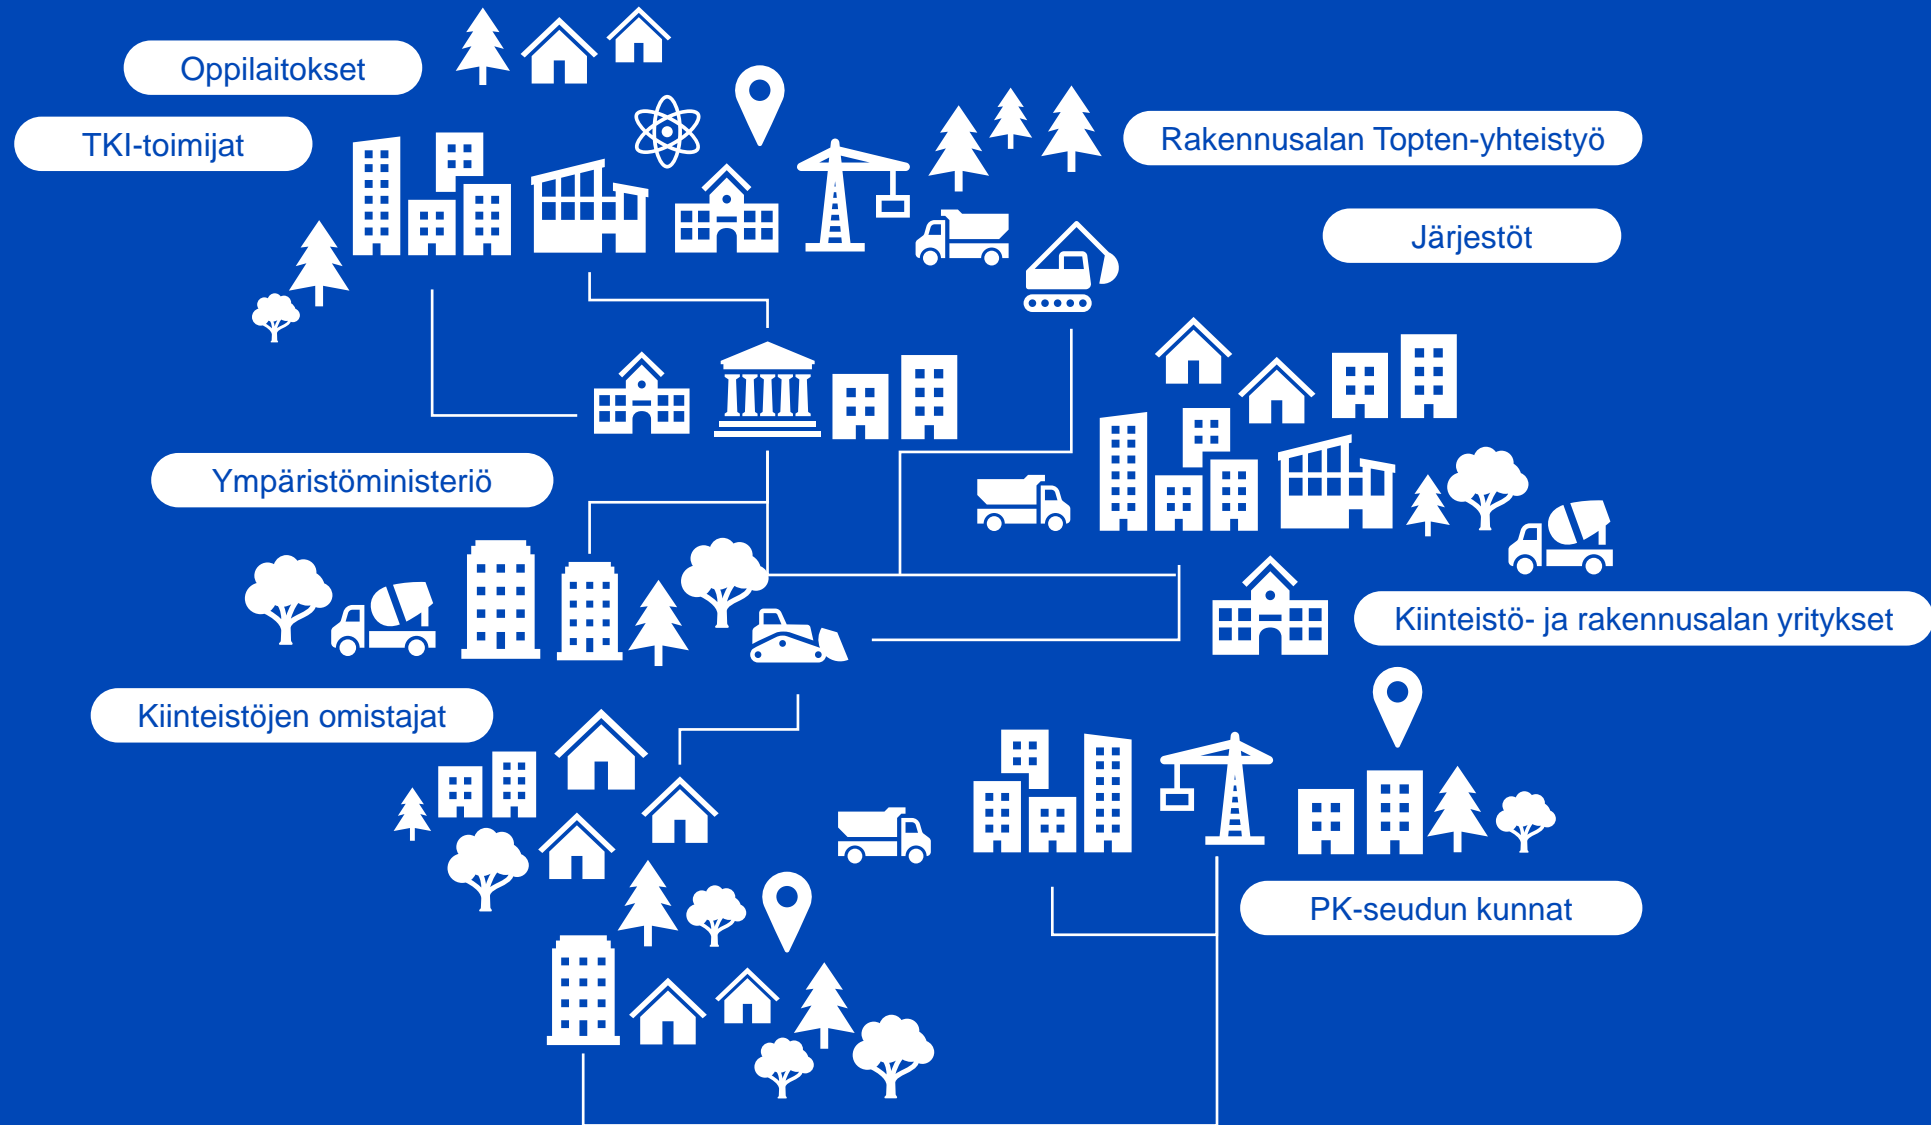 Oppilaitokset
TKI-toimijat
Rakennusalan Topten-yhteistyö
Järjestöt
Ympäristöministeriö
Kiinteistö- ja rakennusalan yritykset
Kiinteistöjen omistajat
PK-seudun kunnat